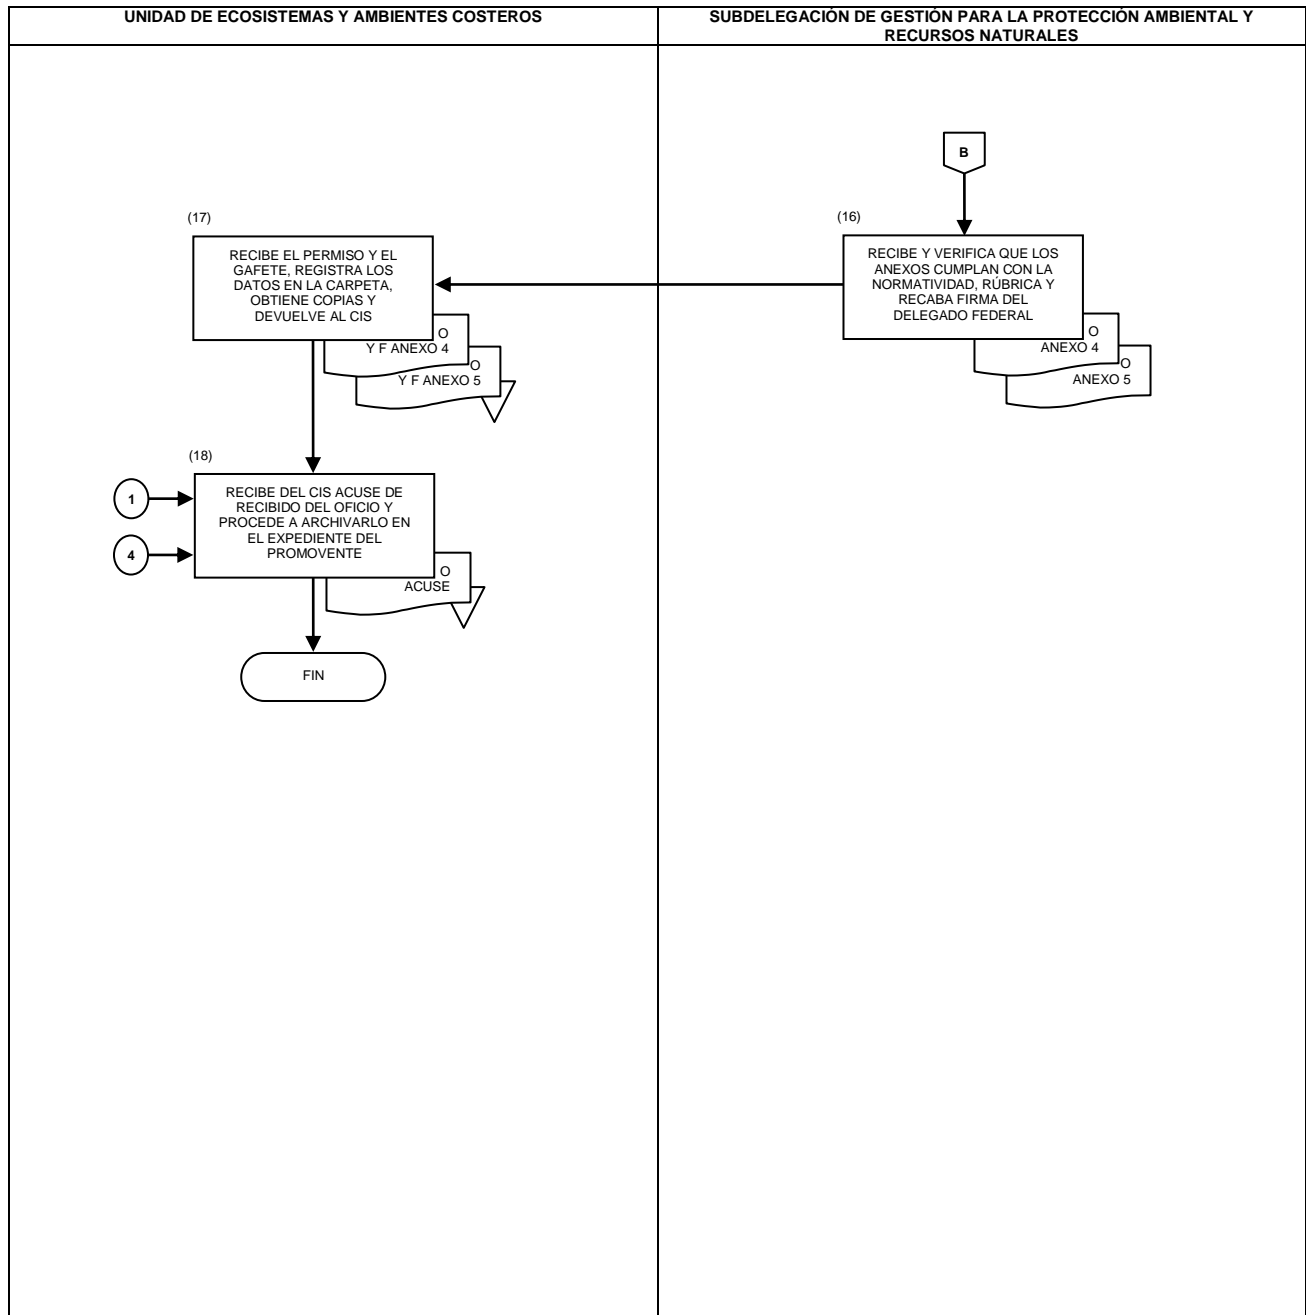 UNIDAD DE ECOSISTEMAS Y AMBIENTES COSTEROS
SUBDELEGACIÓN DE GESTIÓN PARA LA PROTECCIÓN AMBIENTAL Y
RECURSOS NATURALES
B
(16)
RECIBE Y VERIFICA QUE LOS
ANEXOS CUMPLAN CON LA
NORMATIVIDAD, RÚBRICA Y
RECABA FIRMA DEL
DELEGADO FEDERAL
O
ANEXO 4
O
ANEXO 5
(17)
RECIBE EL PERMISO Y EL
GAFETE, REGISTRA LOS
DATOS EN LA CARPETA,
OBTIENE COPIAS Y
DEVUELVE AL CIS
O
Y F ANEXO 4
O
Y F ANEXO 5
(18)
1
4
RECIBE DEL CIS ACUSE DE
RECIBIDO DEL OFICIO Y
PROCEDE A ARCHIVARLO EN
EL EXPEDIENTE DEL
PROMOVENTE
O
ACUSE
FIN